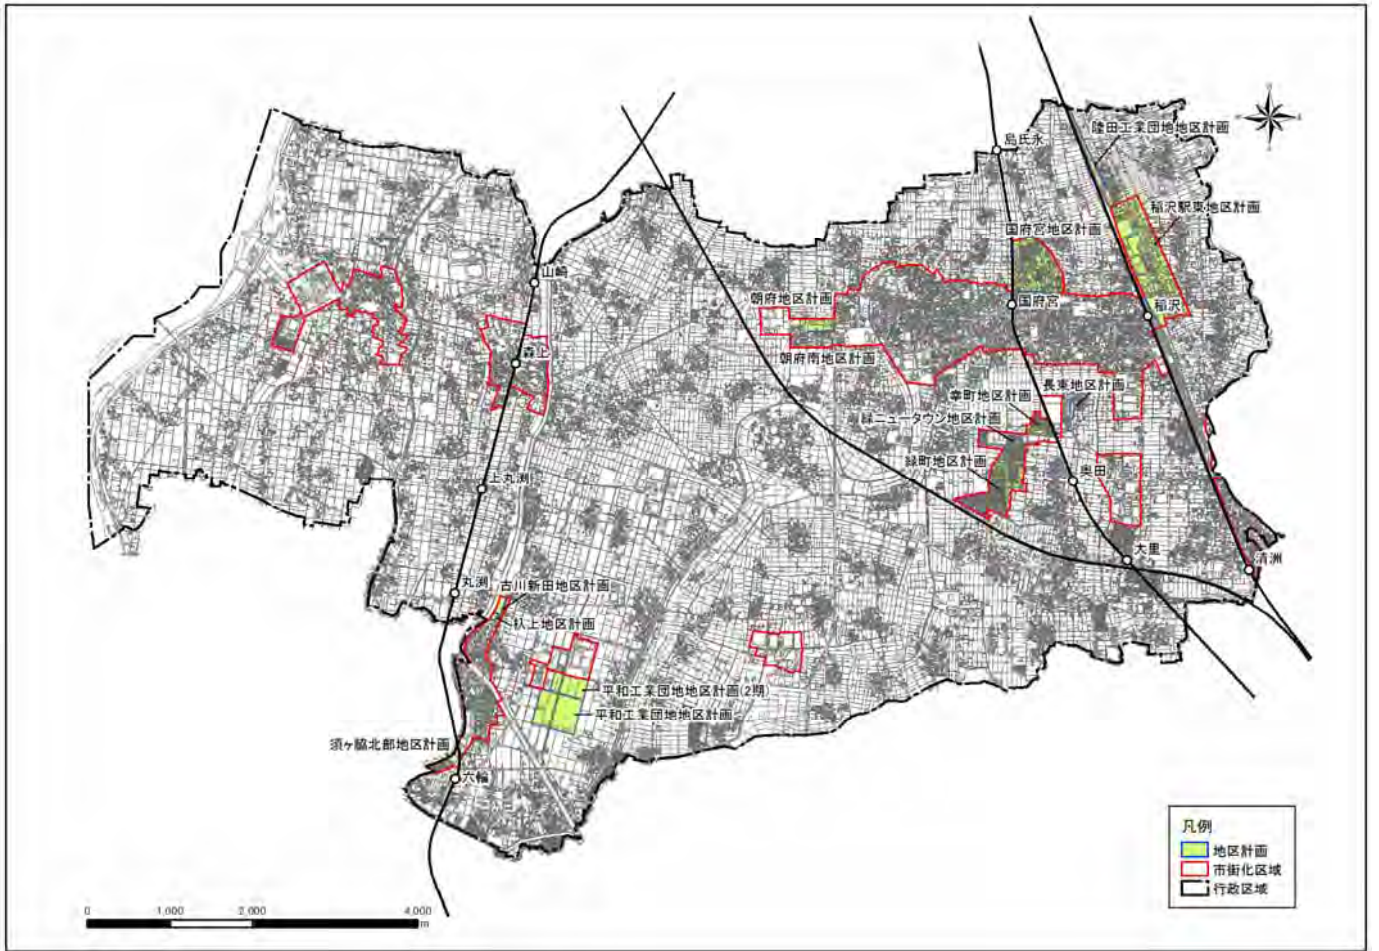 島氏永
陸田工業団地地区計画
稲沢駅東地区計画
国府宮地区計画
山崎
朝府地区計画
国府宮
稲沢
朝府南地区計画
森上
長束地区計画
幸町地区計画
緑ニュータウン地区計画
緑町地区計画
奥田
上丸渕
大里
清洲
丸渕
古川新田地区計画
杁上地区計画
平和工業団地地区計画(2期)
平和工業団地地区計画
須ヶ脇北部地区計画
六輪
凡例
地区計画
市街化区域
行政区域
0 1,000 2,000 4,000
m